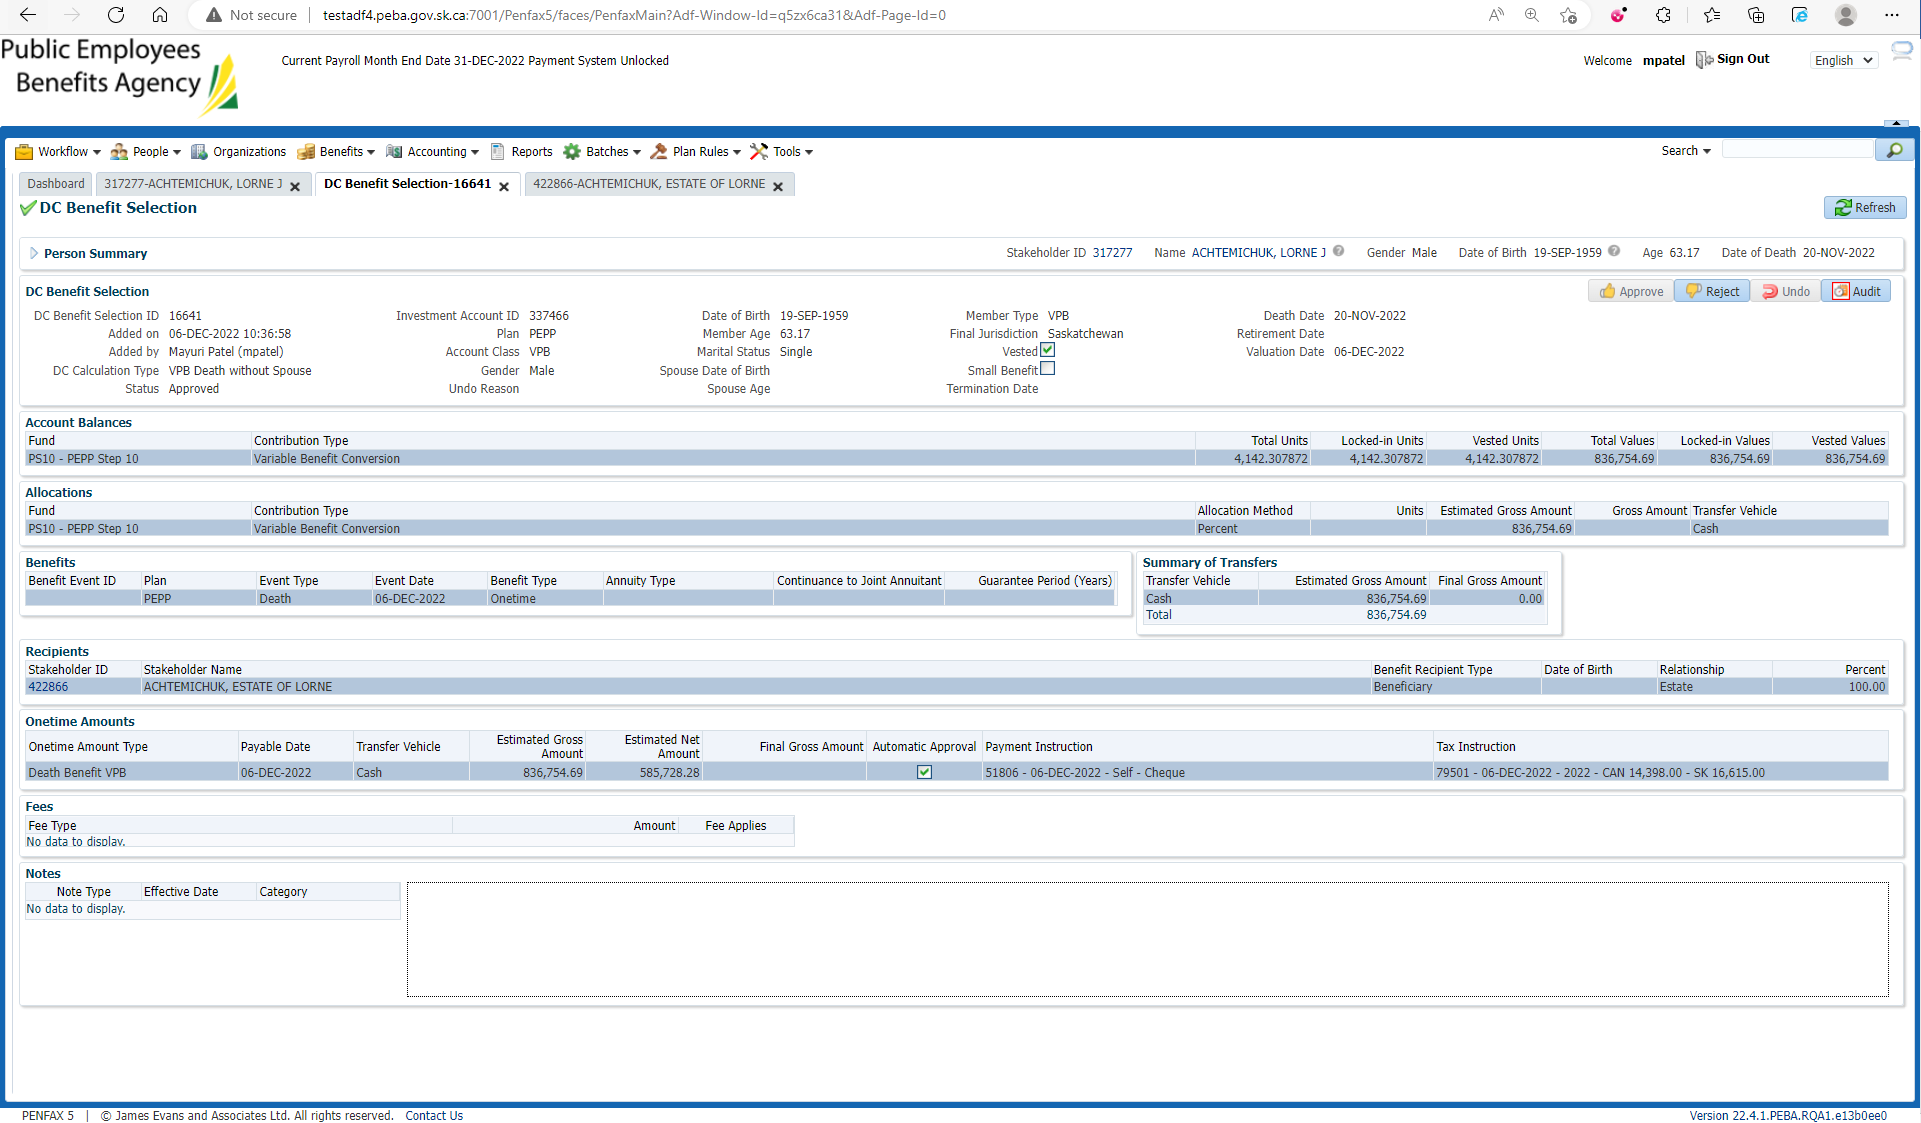 Not secure testadf4.peba.gov.sk.ca:7001/Penfax5/faces/PenfaxMain?Adf-Window-Id=q5zx6ca31&Adf-Page-Id=0
Public Employees
Benefits Agency
Current Payroll Month End Date 31-DEC-2022 Payment System Unlocked
Welcome mpatel Sign Out English
Workflow People Organizations Benefits Accounting Reports Batches Plan Rules Tools Search
Dashboard 317277-ACHTEMICHUK, LORNE J DC Benefit Selection-16641 422866-ACHTEMICHUK, ESTATE OF LORNE
DC Benefit Selection Refresh
Person Summary Stakeholder ID 317277 Name ACHTEMICHUK, LORNE J Gender Male Date of Birth 19-SEP-1959 Age 63.17 Date of Death 20-NOV-2022
DC Benefit Selection Approve Reject Undo Audit
DC Benefit Selection ID 16641 Investment Account ID 337466 Date of Birth 19-SEP-1959 Member Type VPB Death Date 20-NOV-2022
Added on 06-DEC-2022 10:36:58 Plan PEPP Member Age 63.17 Final Jurisdiction Saskatchewan Retirement Date
Added by Mayuri Patel (mpatel) Account Class VPB Marital Status Single Vested Valuation Date 06-DEC-2022
DC Calculation Type VPB Death without Spouse Gender Male Spouse Date of Birth Small Benefit
Status Approved Undo Reason Spouse Age Termination Date
Account Balances
Fund Contribution Type Total Units Locked-in Units Vested Units Total Values Locked-in Values Vested Values
PS10 - PEPP Step 10 Variable Benefit Conversion 4,142.307872 4,142.307872 4,142.307872 836,754.69 836,754.69 836,754.69
Allocations
Fund Contribution Type Allocation Method Units Estimated Gross Amount Gross Amount Transfer Vehicle
PS10 - PEPP Step 10 Variable Benefit Conversion Percent 836,754.69 Cash
Benefits
Benefit Event ID Plan Event Type Event Date Benefit Type Annuity Type Continuance to Joint Annuitant Guarantee Period (Years)
PEPP Death 06-DEC-2022 Onetime
Summary of Transfers
Transfer Vehicle Estimated Gross Amount Final Gross Amount
Cash 836,754.69 0.00
Total 836,754.69
Recipients
Stakeholder ID Stakeholder Name Benefit Recipient Type Date of Birth Relationship Percent
422866 ACHTEMICHUK, ESTATE OF LORNE Beneficiary Estate 100.00
Onetime Amounts
Onetime Amount Type Payable Date Transfer Vehicle Estimated Gross Amount Estimated Net Amount Final Gross Amount Automatic Approval Payment Instruction Tax Instruction
Death Benefit VPB 06-DEC-2022 Cash 836,754.69 585,728.28 51806 - 06-DEC-2022 - Self - Cheque 79501 - 06-DEC-2022 - 2022 - CAN 14,398.00 - SK 16,615.00
Fees
Fee Type Amount Fee Applies
No data to display.
Notes
Note Type Effective Date Category
No data to display.
PENFAX 5 | © James Evans and Associates Ltd. All rights reserved. Contact Us Version 22.4.1.PEBA.RQA1.e13b0ee0